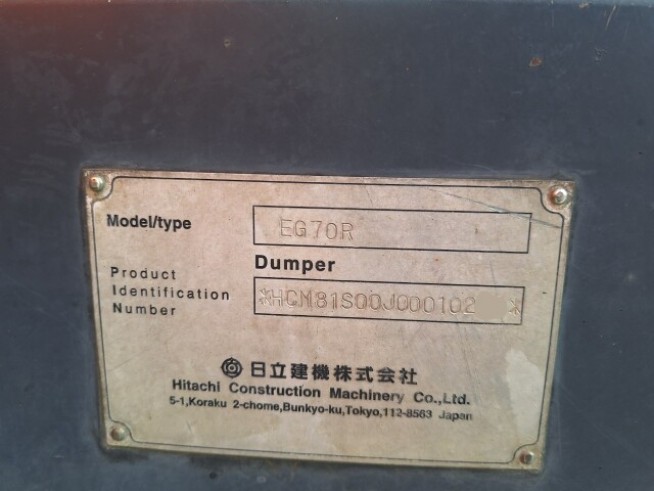 Model/type EG70R
Dumper
Product
Identification
Number
*HCM81S00J000102 *
日立建機株式会社
Hitachi Construction Machinery Co.,Ltd.
5-1,Koraku 2-chome,Bunkyo-ku,Tokyo,112-8563 Japan